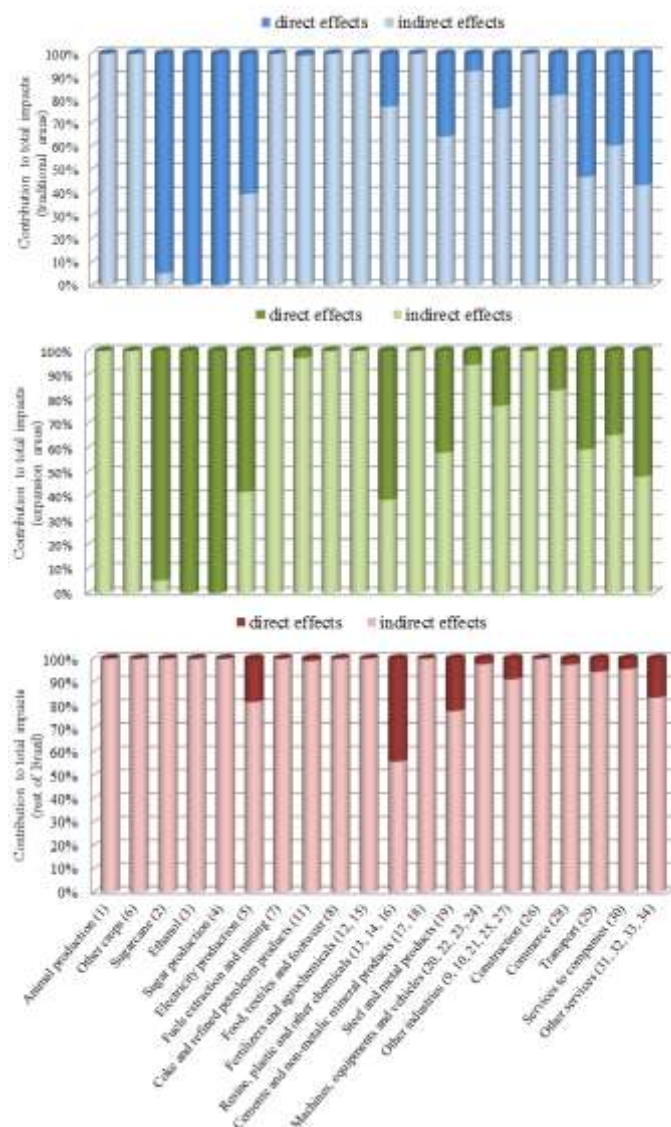 direct effects indirect effects
Contribution to total impacts
(traditional areas)
100%
90%
80%
70%
60%
50%
40%
30%
20%
10%
0%
direct effects indirect effects
Contribution to total impacts
(expansion areas)
100%
90%
80%
70%
60%
50%
40%
30%
20%
10%
0%
direct effects indirect effects
Contribution to total impacts
(rest of Brazil)
100%
90%
80%
70%
60%
50%
40%
30%
20%
10%
0%
Animal production (1)
Other corps (6)
Sugarcane (2)
Ethanol (3)
Sugar production (4)
Electricity production (5)
Fuels extraction and mining (7)
Coke and refined petroleum products (11)
Food, textiles and footwear (8)
Fertilizers and agrochemicals (12, 15)
Resine, plastic and other chemicals (13, 14, 16)
Cements and non-metalic mineral products (17, 18)
Steel and metal products (19)
Machines, equipments and vehicles (20, 22, 23, 24)
Other industries (9, 10, 21, 25, 27)
Construction (26)
Commerce (28)
Transport (29)
Services to companies (30)
Other services (31, 32, 33, 34)